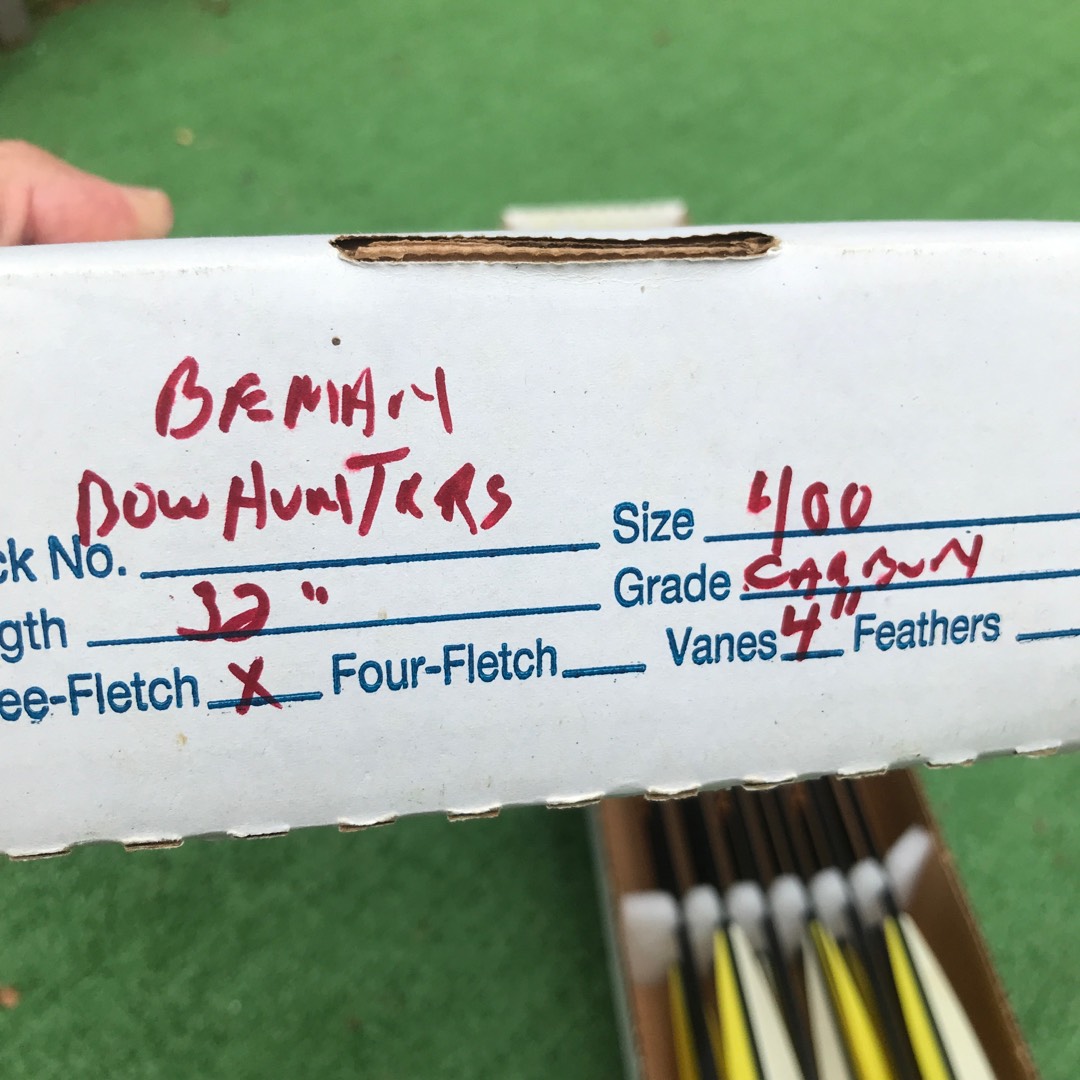 BEMAN
BOWHUNTERS
ck No. Size 400
gth 32" Grade CARBON
ee-Fletch X Four-Fletch Vanes 4" Feathers